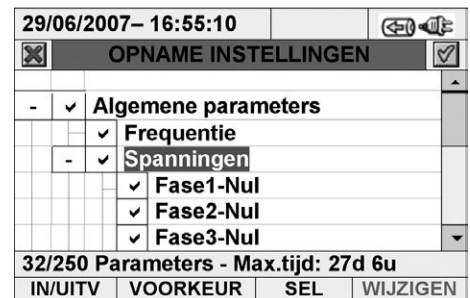 29/06/2007– 16:55:10
OPNAME INSTELLINGEN
- Algemene parameters
Frequentie
- Spanningen
Fase1-Nul
Fase2-Nul
Fase3-Nul
32/250 Parameters - Max.tijd: 27d 6u
IN/UITV VOORKEUR SEL WIJZIGEN